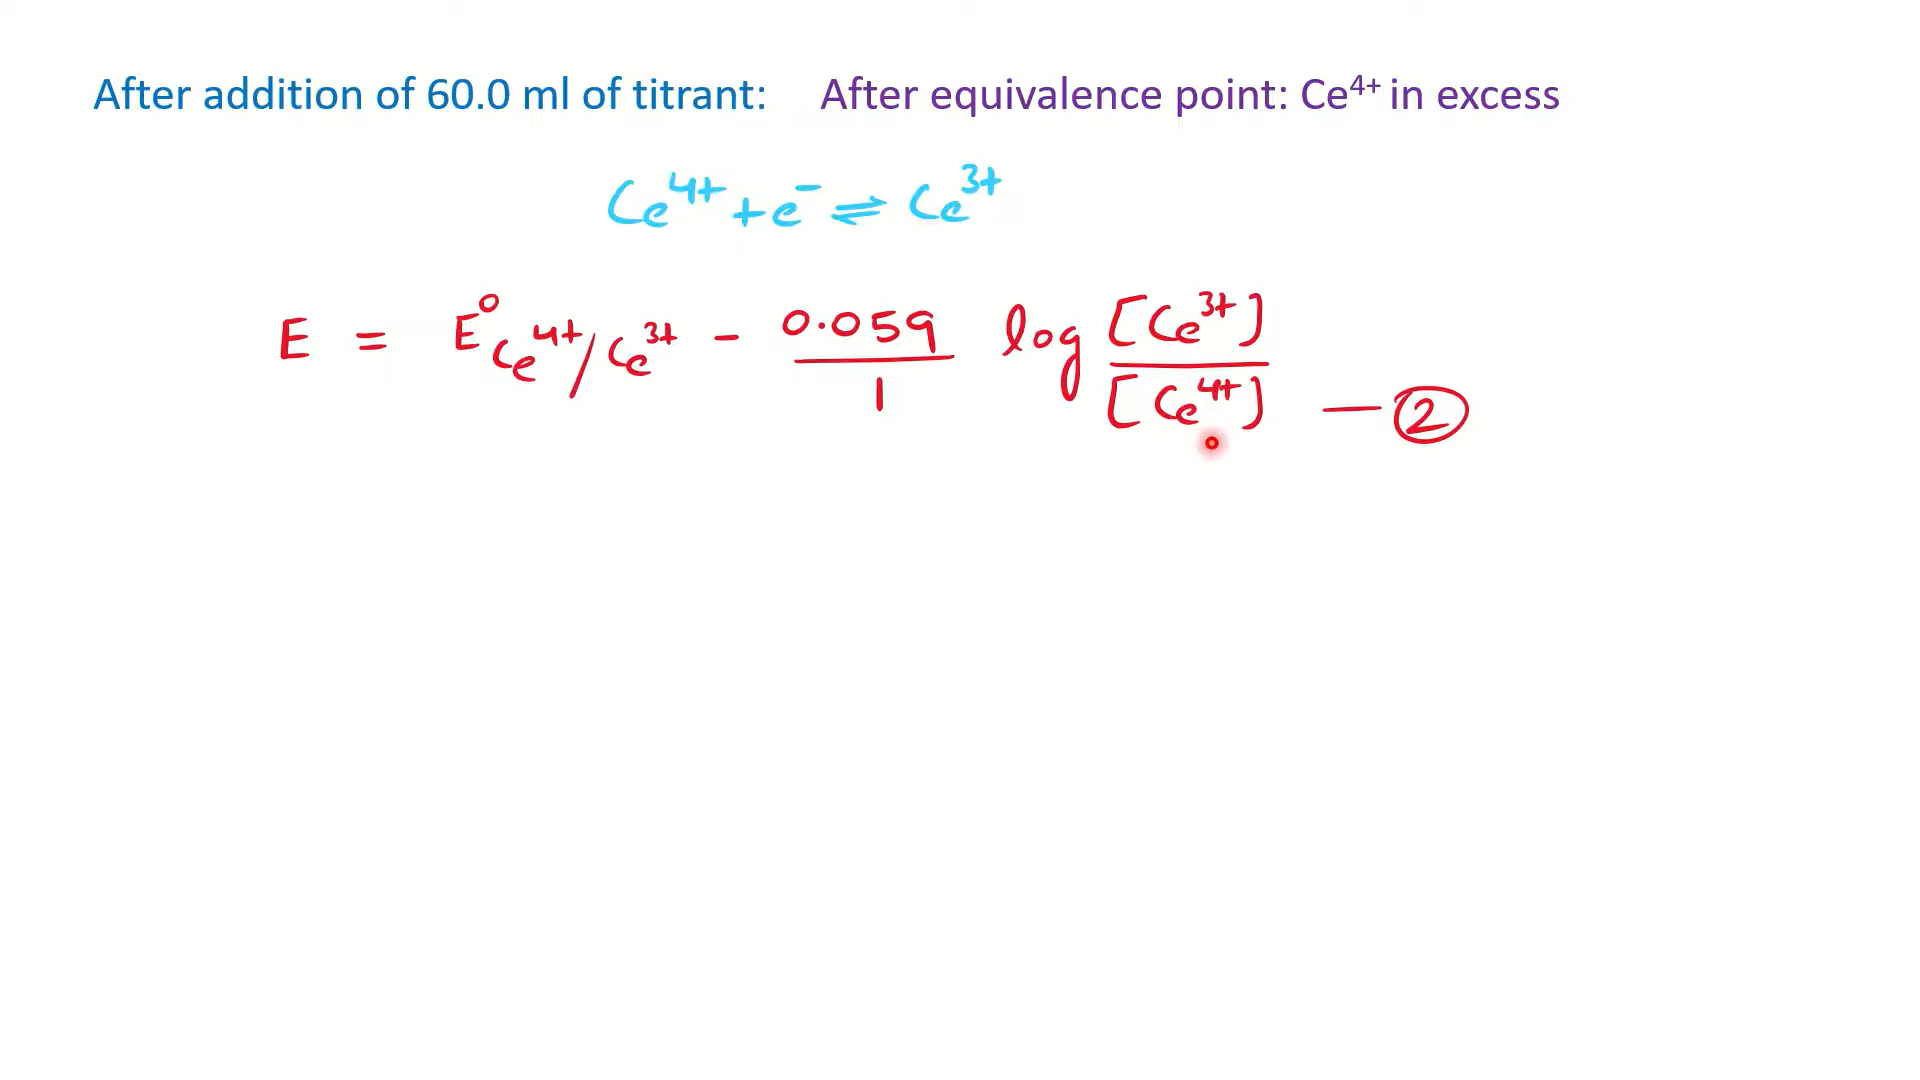 After addition of 60.0 ml of titrant: After equivalence point: Ce⁴⁺ in excess
Ce⁴⁺ + e⁻ ⇌ Ce³⁺
E = E⁰ Ce⁴⁺/Ce³⁺ - 0.059/1 log [Ce³⁺]/[Ce⁴⁺] — ②